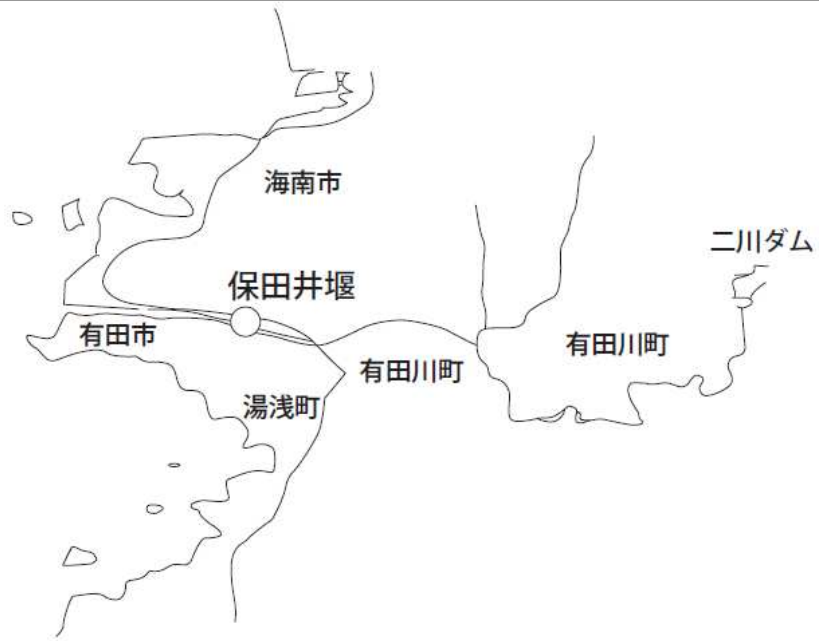 海南市
二川ダム
保田井堰
有田市
有田川町
有田川町
湯浅町